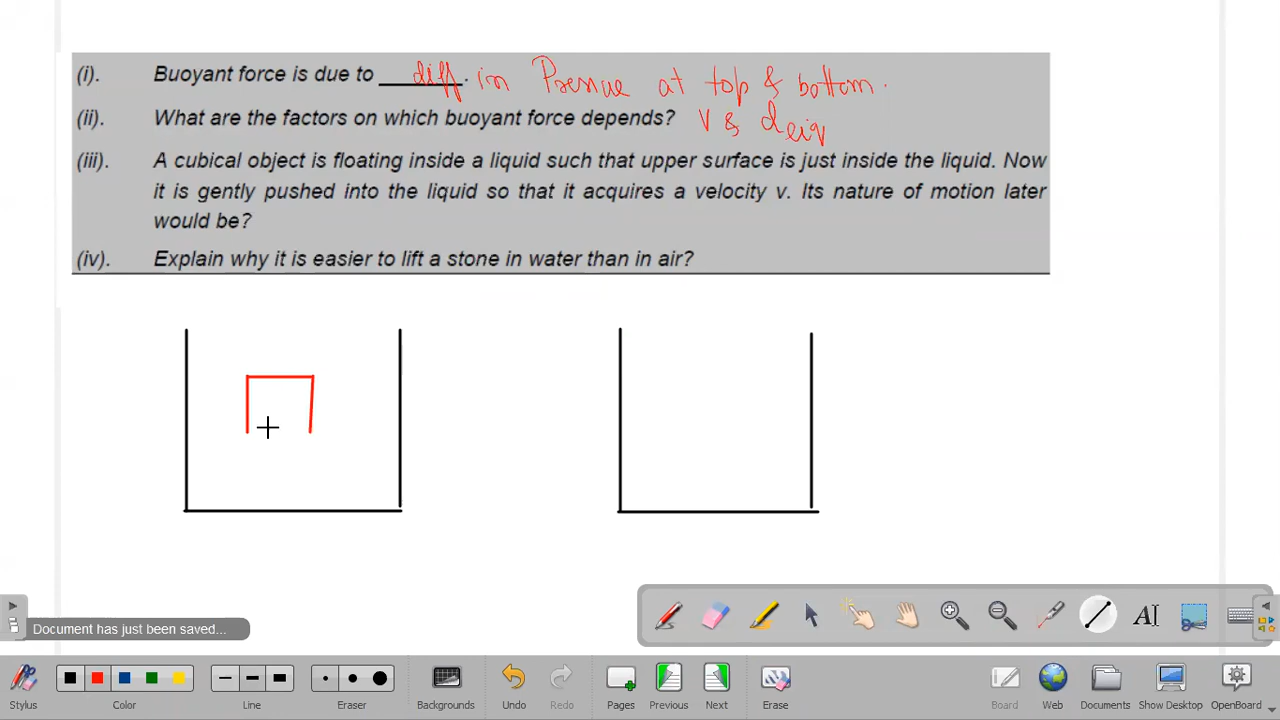 (i). Buoyant force is due to ______. diff in Pressure at top & bottom.
(ii). What are the factors on which buoyant force depends? V & dliq
(iii). A cubical object is floating inside a liquid such that upper surface is just inside the liquid. Now
it is gently pushed into the liquid so that it acquires a velocity v. Its nature of motion later
would be?
(iv). Explain why it is easier to lift a stone in water than in air?
Document has just been saved...
Stylus Color Line Eraser Backgrounds Undo Redo Pages Previous Next Erase Board Web Documents Show Desktop OpenBoard